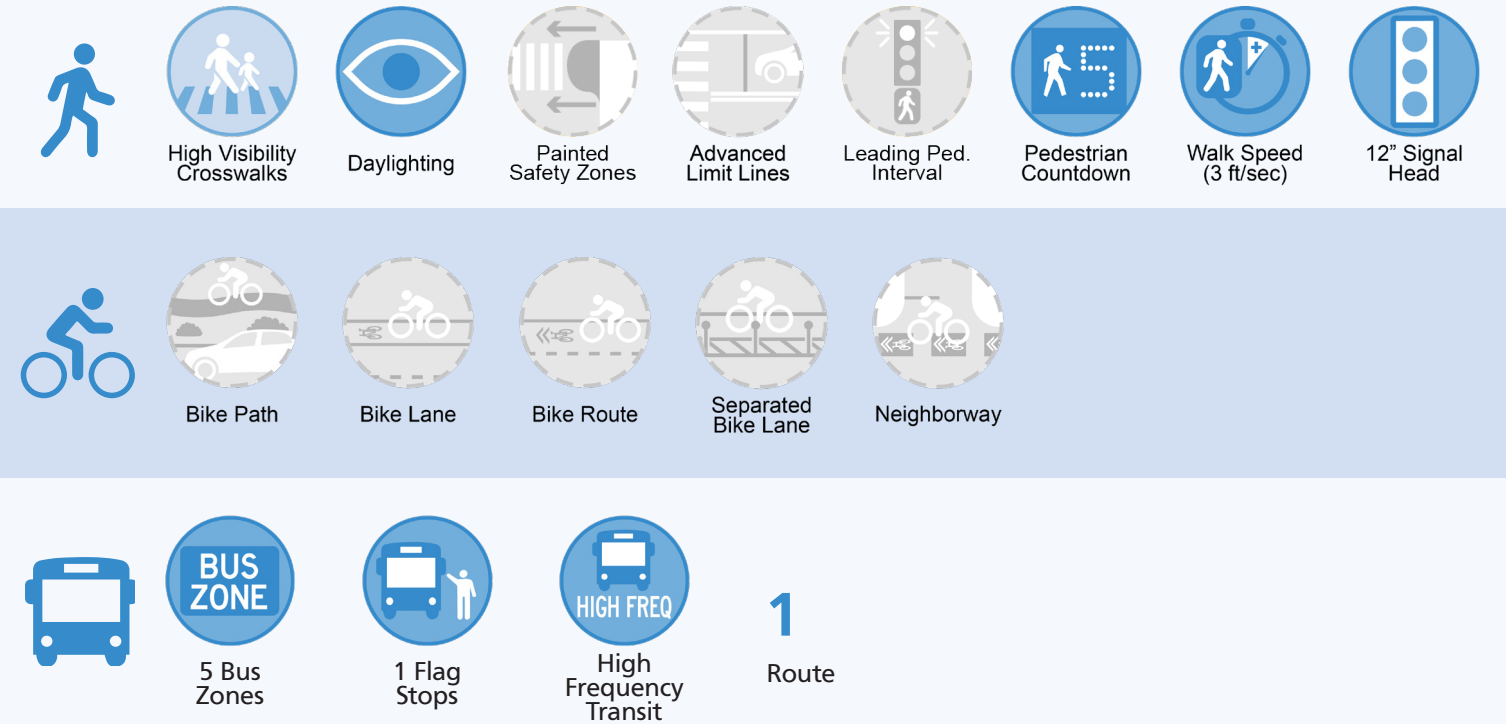 5
High Visibility
Crosswalks
Daylighting
Painted
Safety Zones
Advanced
Limit Lines
Leading Ped.
Interval
Pedestrian
Countdown
Walk Speed
(3 ft/sec)
12” Signal
Head
Bike Path
Bike Lane
Bike Route
Separated
Bike Lane
Neighborway
BUS
ZONE
5 Bus
Zones
1 Flag
Stops
HIGH FREQ
High
Frequency
Transit
1
Route